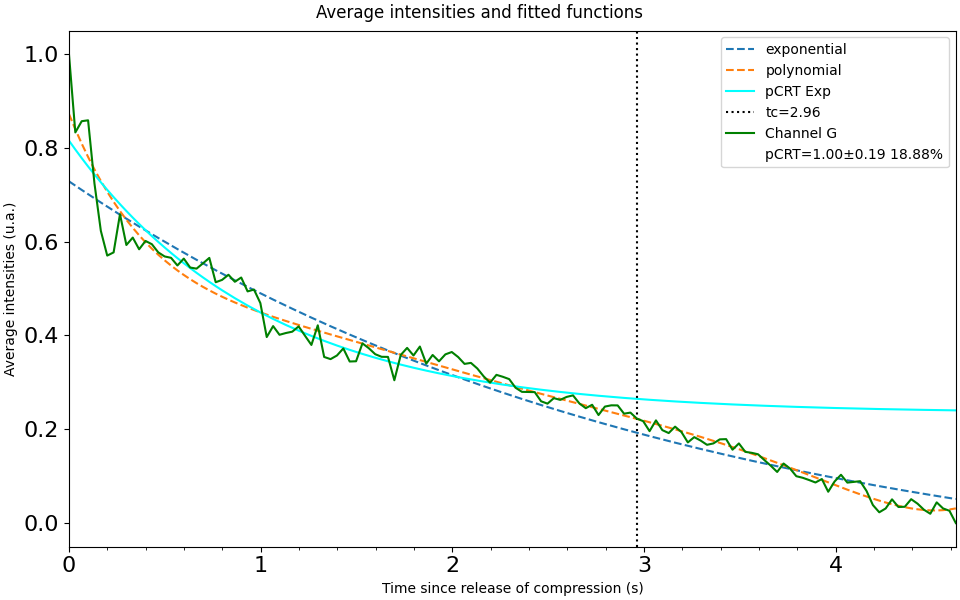 Average intensities and fitted functions
Average intensities (u.a.)
1.0
0.8
0.6
0.4
0.2
0.0
exponential
polynomial
pCRT Exp
tc=2.96
Channel G
pCRT=1.00±0.19 18.88%
0 1 2 3 4
Time since release of compression (s)